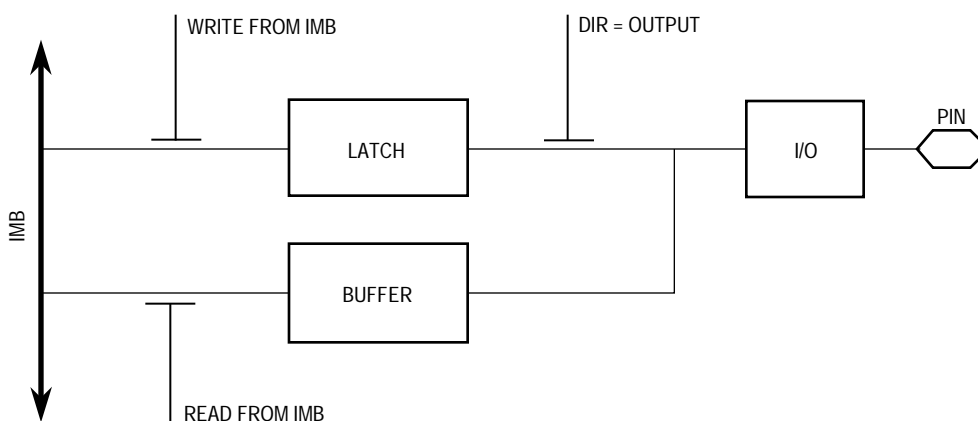 WRITE FROM IMB
DIR = OUTPUT
PIN
LATCH
I/O
IMB
BUFFER
READ FROM IMB